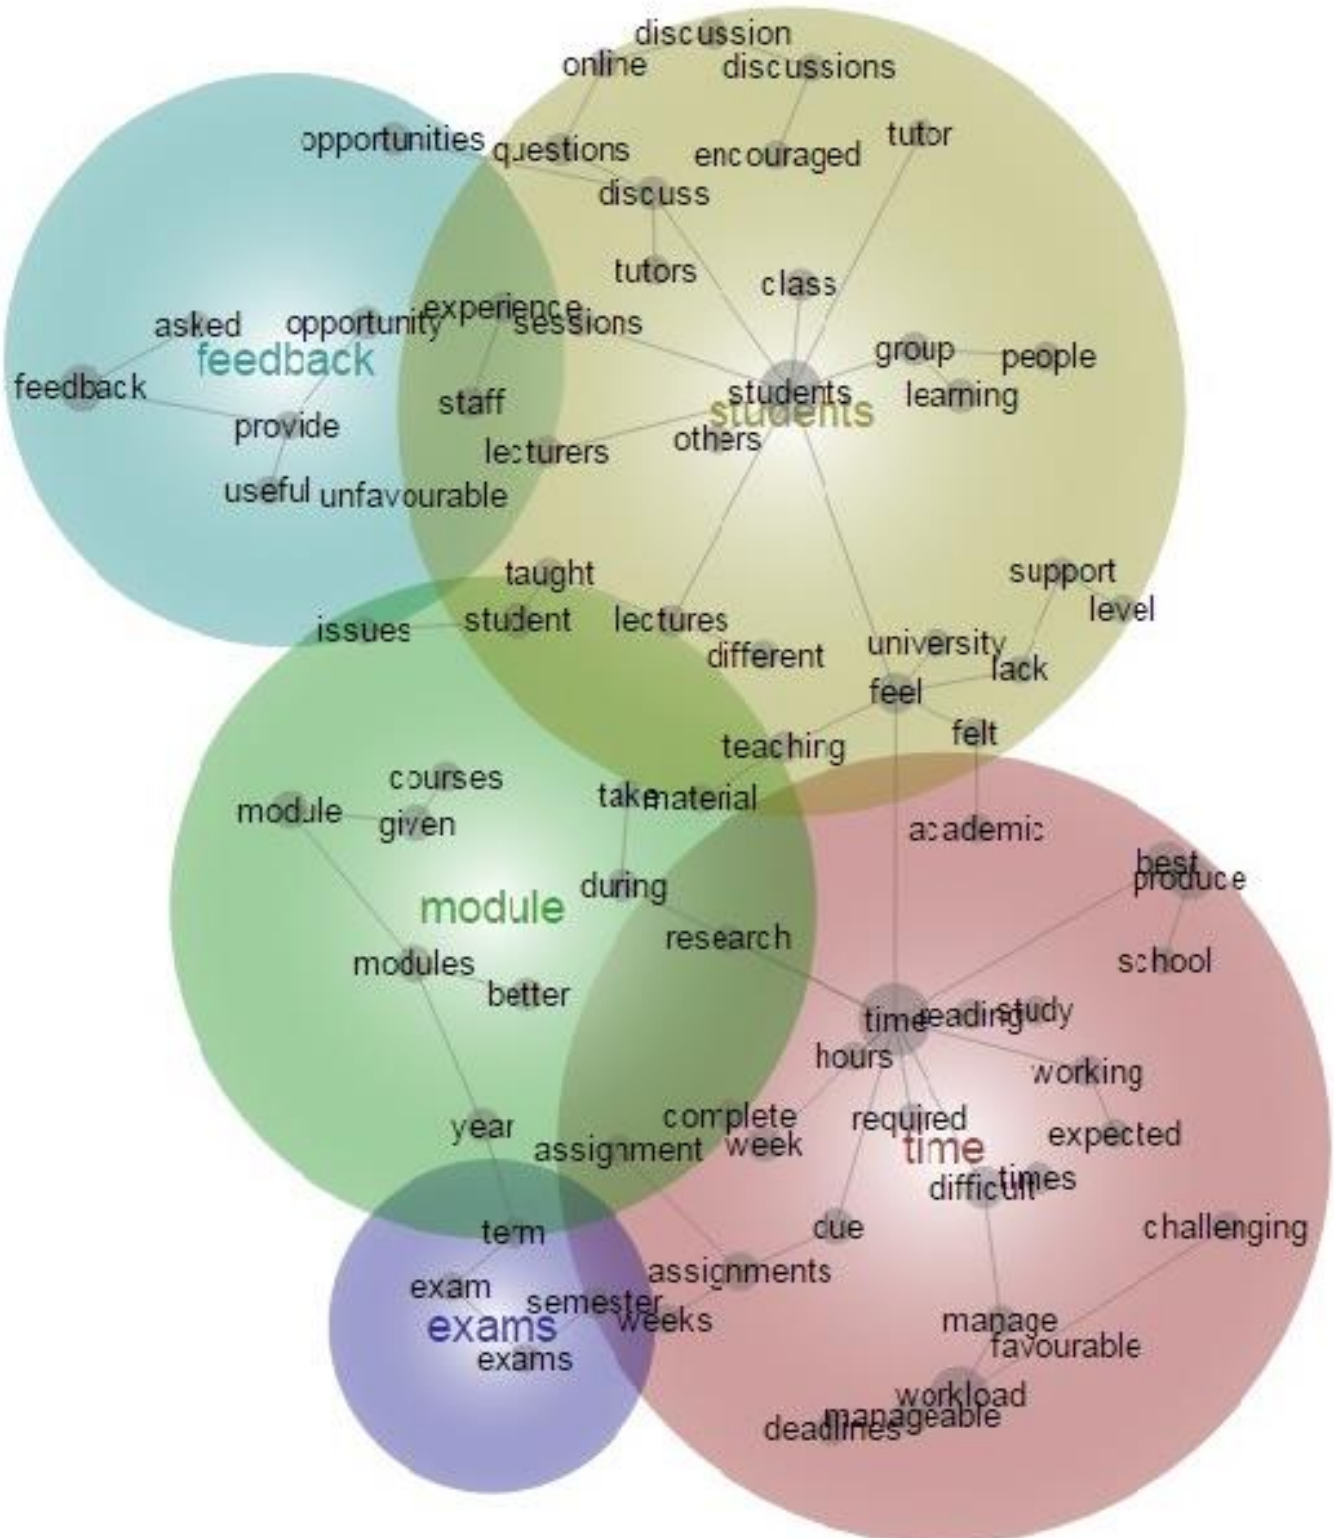 discussion
online
discussions
opportunities
questions
encouraged
tutor
discuss
tutors
class
experience
asked
opportunity
sessions
feedback
group
people
feedback
students
learning
students
staff
provide
others
lecturers
useful
unfavourable
taught
support
level
issues
student
lectures
different
university
lack
feel
teaching
felt
courses
take
material
module
given
academic
best
produce
during
module
research
school
modules
better
time
reading
study
hours
working
complete
required
year
assignment
week
time
expected
difficult
times
term
due
challenging
assignments
exam
semester
weeks
exams
manage
favourable
exams
workload
manageable
deadlines